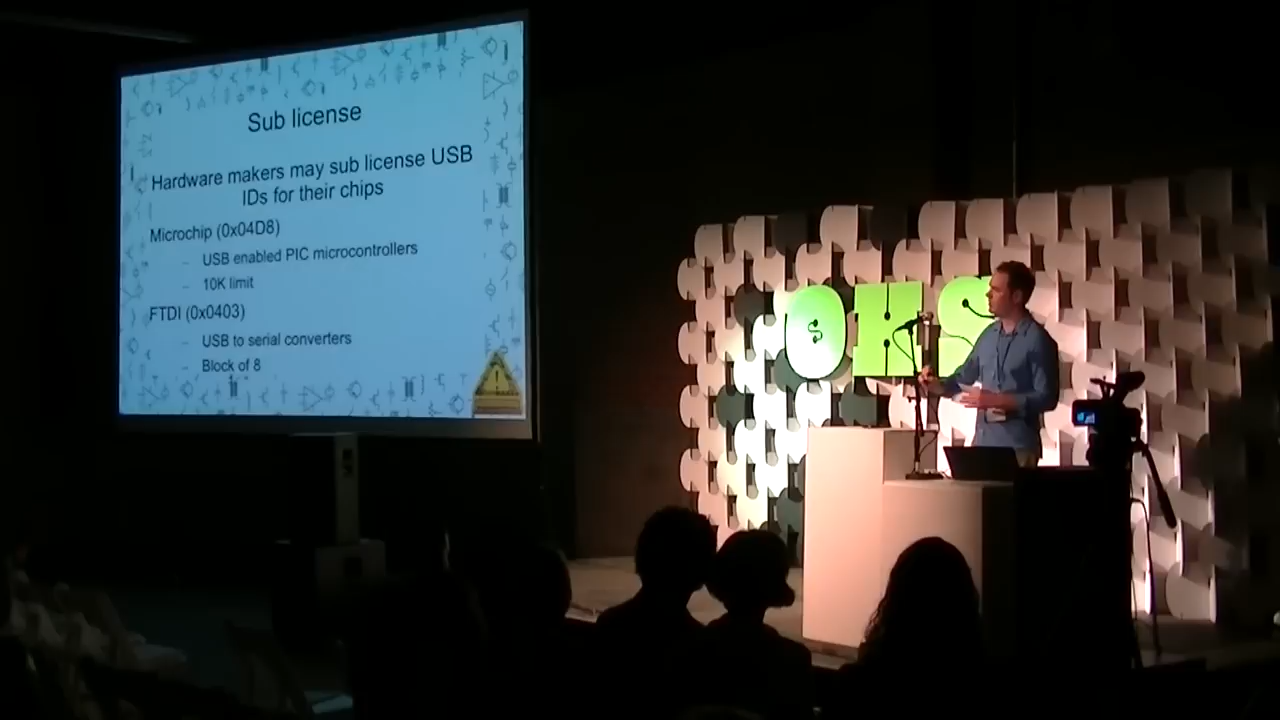 Sub license
Hardware makers may sub license USB
IDs for their chips
Microchip (0x04D8)
– USB enabled PIC microcontrollers
– 10K limit
FTDI (0x0403)
– USB to serial converters
– Block of 8
OHS